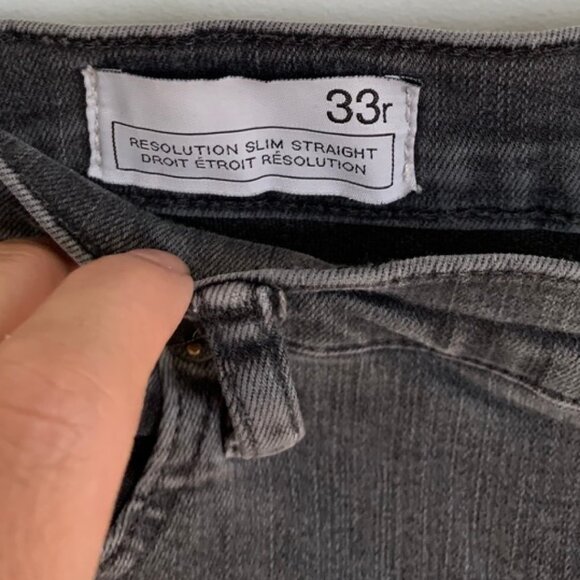 33r
RESOLUTION SLIM STRAIGHT
DROIT ÉTROIT RÉSOLUTION